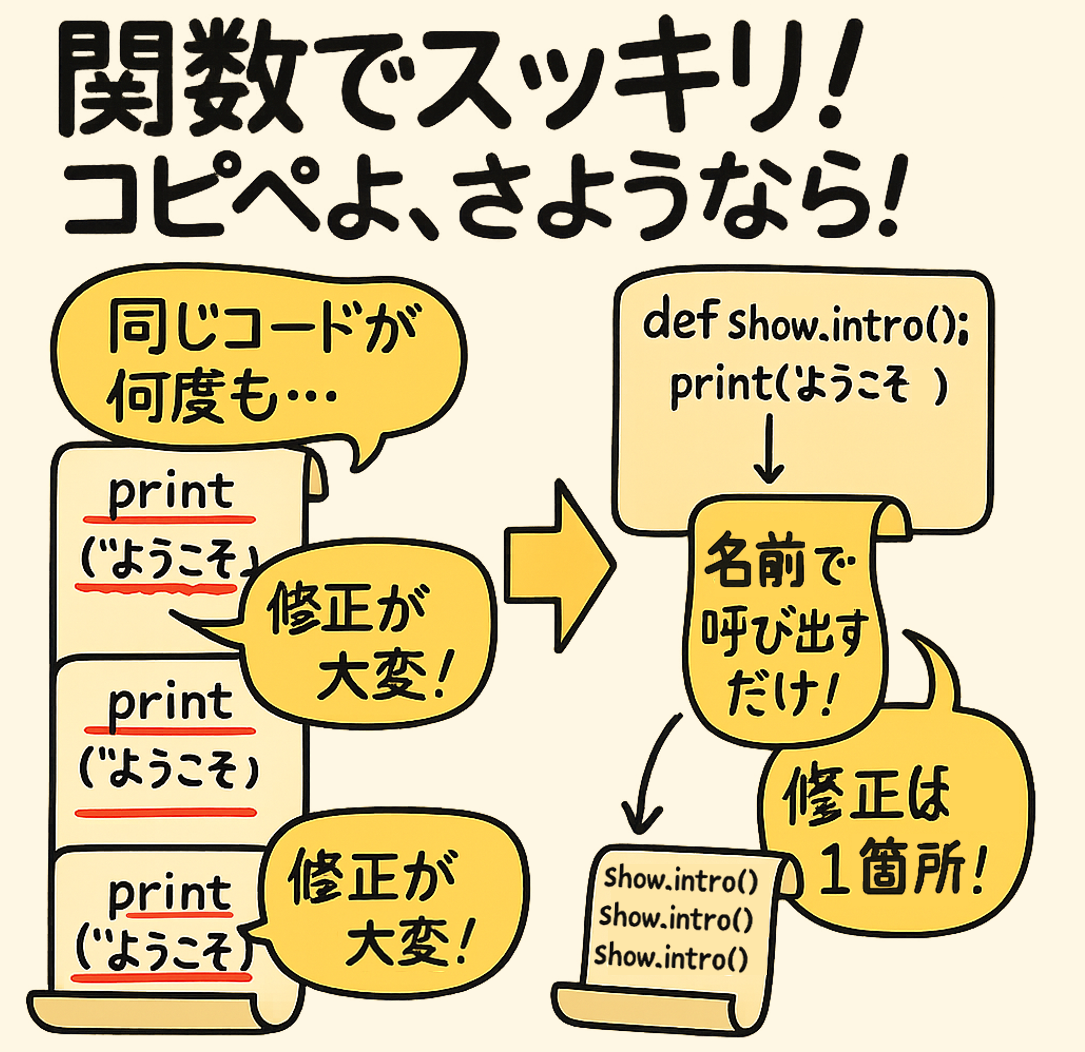 関数でスッキリ!
コピペよ、さようなら!
同じコードが
何度も…
print
("ようこそ)
修正が
大変!
print
("ようこそ)
print
("ようこそ)
修正が
大変!
def show.intro();
print('ようこそ )
名前で
呼び出す
だけ!
修正は
1箇所!
show.intro()
show.intro()
show.intro()